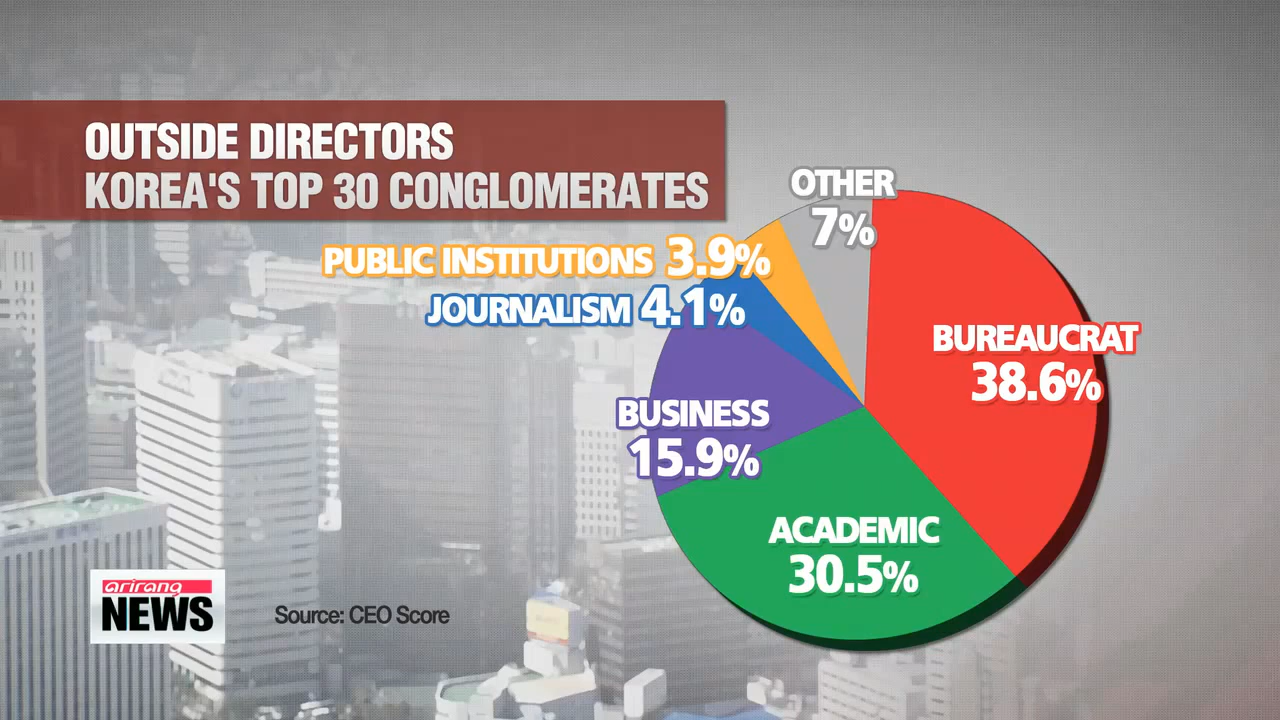 OUTSIDE DIRECTORS
KOREA'S TOP 30 CONGLOMERATES
OTHER
7%
PUBLIC INSTITUTIONS 3.9%
JOURNALISM 4.1%
BUREAUCRAT
38.6%
BUSINESS
15.9%
ACADEMIC
30.5%
arirang
NEWS
Source: CEO Score